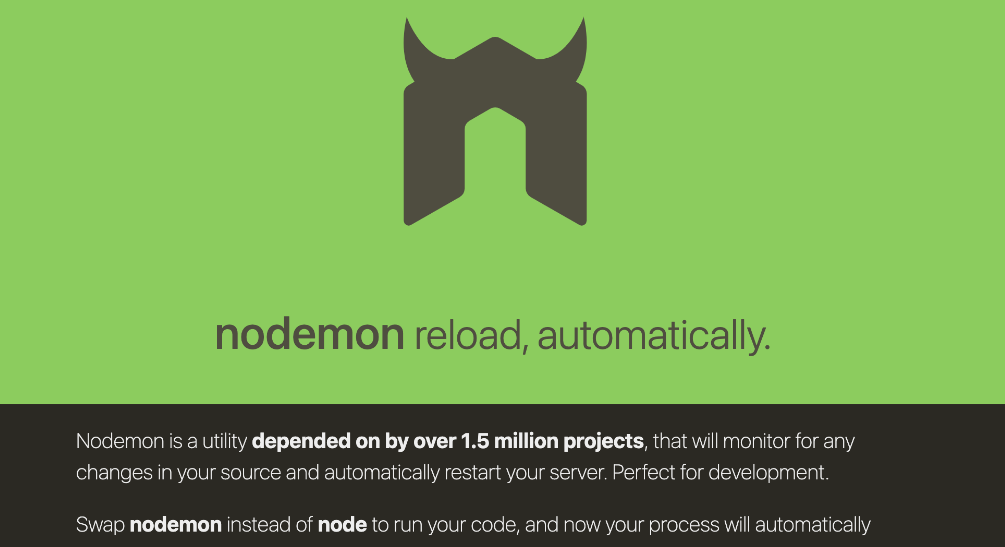 nodemon reload, automatically.
Nodemon is a utility depended on by over 1.5 million projects, that will monitor for any
changes in your source and automatically restart your server. Perfect for development.
Swap nodemon instead of node to run your code, and now your process will automatically